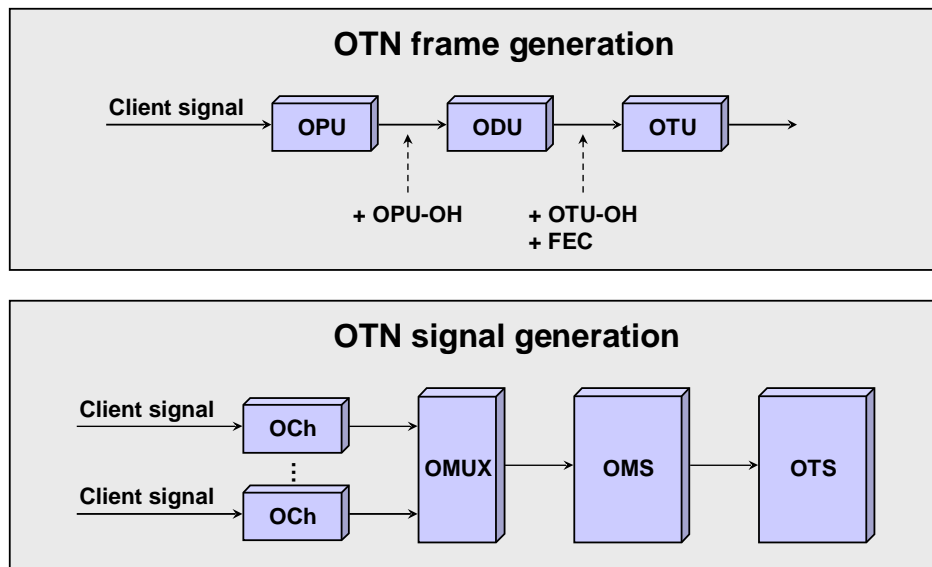 OTN frame generation
Client signal
OPU
ODU
OTU
+ OPU-OH
+ OTU-OH
+ FEC
OTN signal generation
Client signal
OCh
OMUX
OMS
OTS
Client signal
OCh